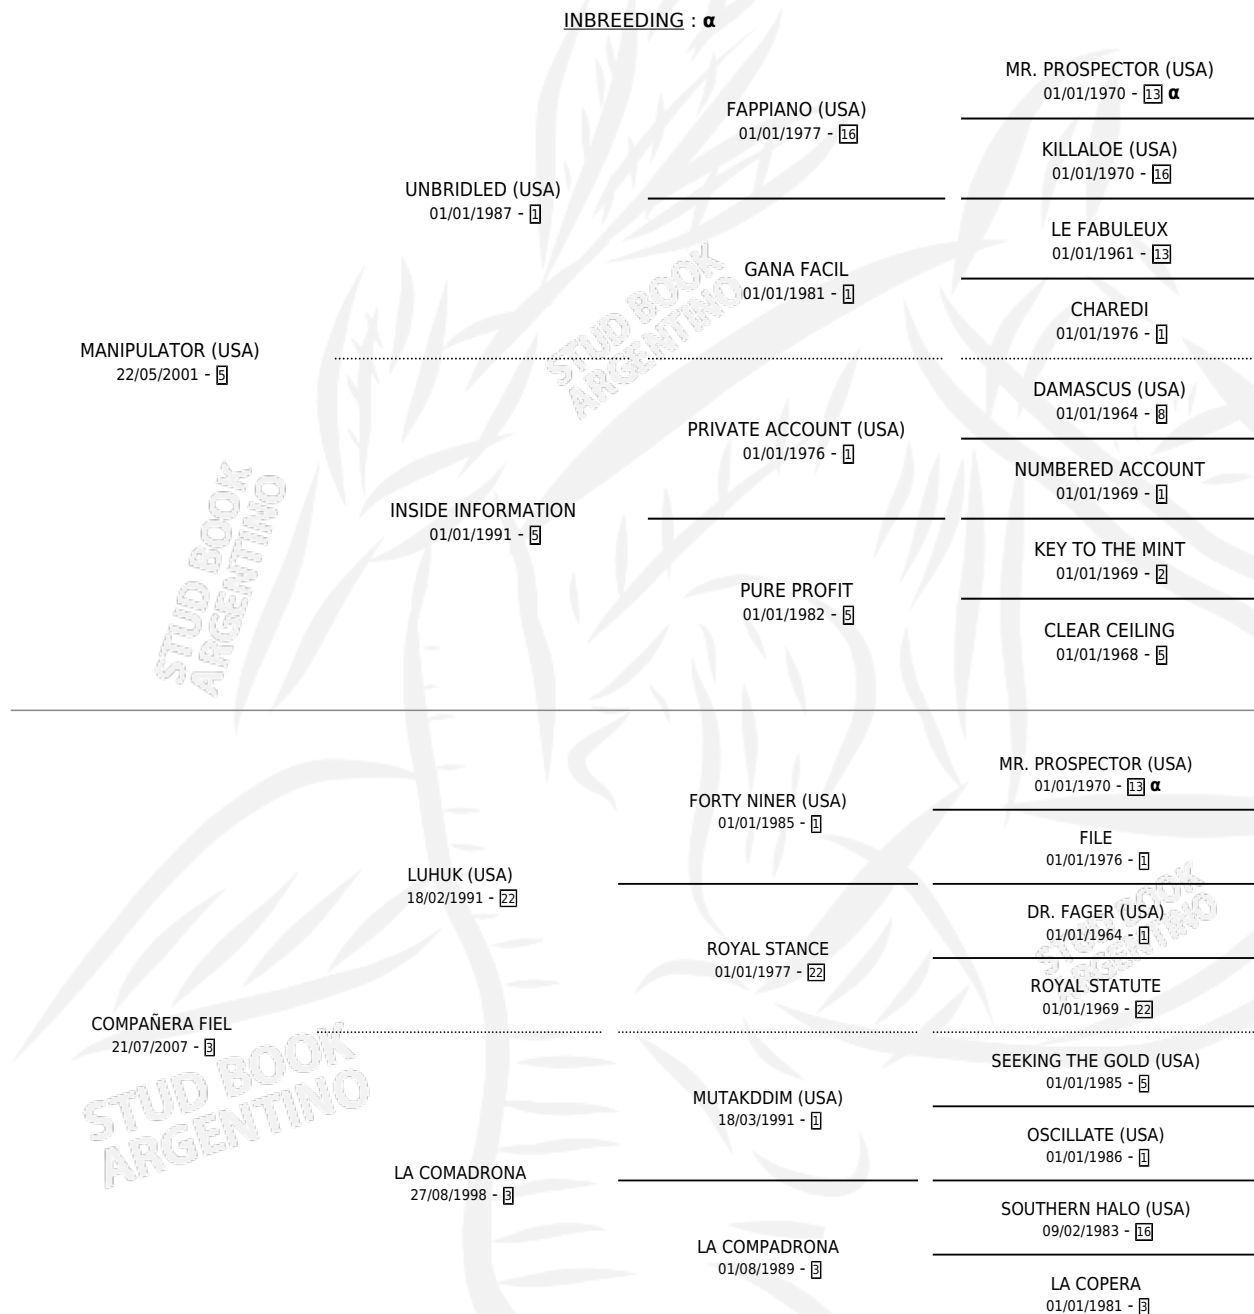 INBREEDING : α
MR. PROSPECTOR (USA)
01/01/1970 - 13 α
FAPPIANO (USA)
01/01/1977 - 16
KILLALOE (USA)
01/01/1970 - 16
UNBRIDLED (USA)
01/01/1987 - 1
LE FABULEUX
01/01/1961 - 13
GANA FACIL
01/01/1981 - 1
CHAREDI
01/01/1976 - 1
MANIPULATOR (USA)
22/05/2001 - 5
DAMASCUS (USA)
01/01/1964 - 8
PRIVATE ACCOUNT (USA)
01/01/1976 - 1
NUMBERED ACCOUNT
01/01/1969 - 1
INSIDE INFORMATION
01/01/1991 - 5
KEY TO THE MINT
01/01/1969 - 2
PURE PROFIT
01/01/1982 - 5
CLEAR CEILING
01/01/1968 - 5
MR. PROSPECTOR (USA)
01/01/1970 - 13 α
FORTY NINER (USA)
01/01/1985 - 1
FILE
01/01/1976 - 1
LUHUK (USA)
18/02/1991 - 22
DR. FAGER (USA)
01/01/1964 - 1
ROYAL STANCE
01/01/1977 - 22
ROYAL STATUTE
01/01/1969 - 22
COMPAÑERA FIEL
21/07/2007 - 3
SEEKING THE GOLD (USA)
01/01/1985 - 5
MUTAKDDIM (USA)
18/03/1991 - 1
OSCILLATE (USA)
01/01/1986 - 1
LA COMADRONA
27/08/1998 - 3
SOUTHERN HALO (USA)
09/02/1983 - 16
LA COMPADRONA
01/08/1989 - 3
LA COPERA
01/01/1981 - 3
STUD BOOK
ARGENTINO
STUD BOOK
ARGENTINO
STUD BOOK
ARGENTINO
STUD BOOK
ARGENTINO